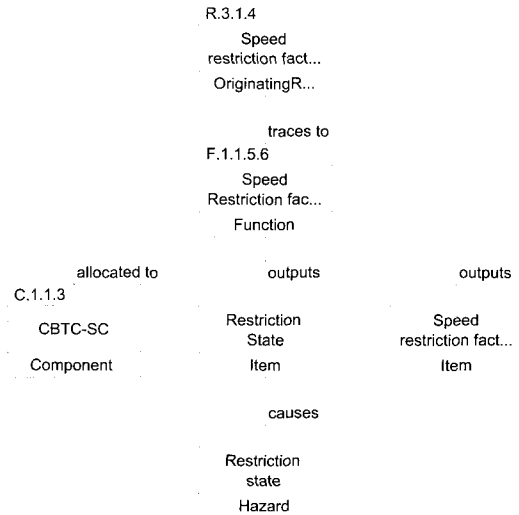 R.3.1.4
Speed
restriction fact...
OriginatingR...
traces to
F.1.1.5.6
Speed
Restriction fac...
Function
allocated to
outputs
outputs
C.1.1.3
CBTC-SC
Component
Restriction
State
Item
Speed
restriction fact...
Item
causes
Restriction
state
Hazard